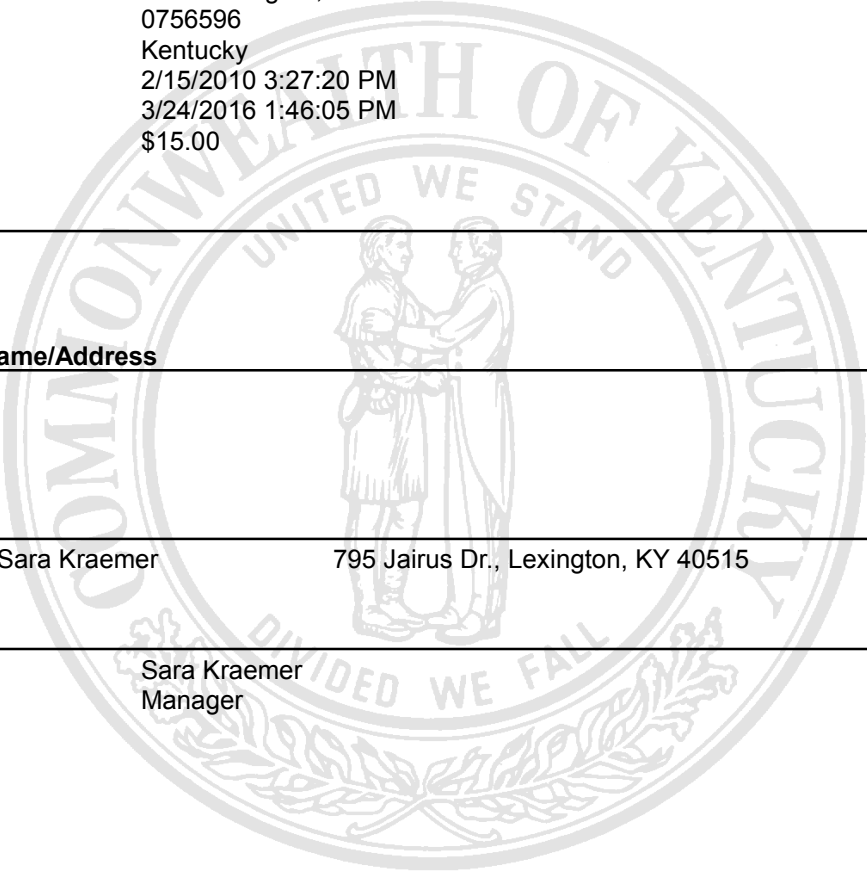 0756596
Kentucky
2/15/2010 3:27:20 PM
3/24/2016 1:46:05 PM
$15.00
COMMONWEALTH OF KENTUCKY
UNITED WE STAND
ame/Address
Sara Kraemer 795 Jairus Dr., Lexington, KY 40515
DIVIDED WE FALL
Sara Kraemer
Manager